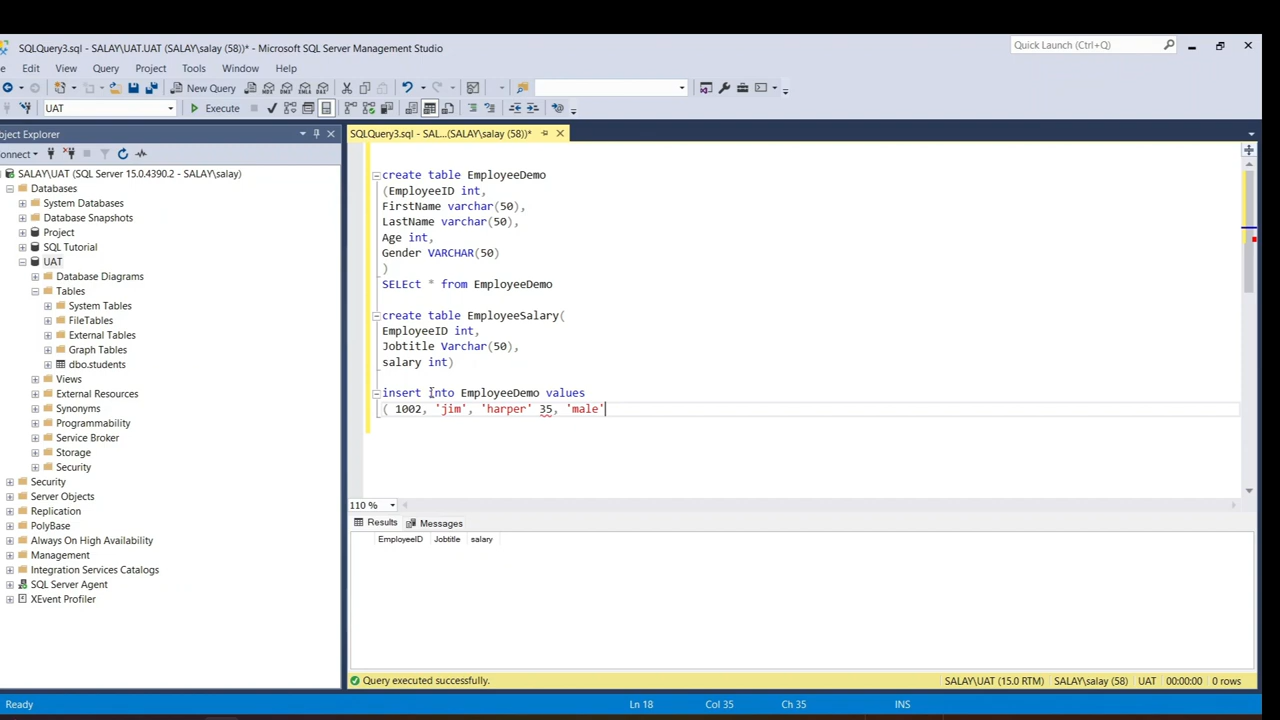 SQLQuery3.sql - SALAY\UAT.UAT (SALAY\salay (58))* - Microsoft SQL Server Management Studio
Quick Launch (Ctrl+Q)
e Edit View Query Project Tools Window Help
New Query
UAT Execute
bject Explorer
SQLQuery3.sql - SAL...(SALAY\salay (58))*
onnect
SALAY\UAT (SQL Server 15.0.4390.2 - SALAY\salay)
Databases
System Databases
Database Snapshots
Project
SQL Tutorial
UAT
Database Diagrams
Tables
System Tables
FileTables
External Tables
Graph Tables
dbo.students
Views
External Resources
Synonyms
Programmability
Service Broker
Storage
Security
Security
Server Objects
Replication
PolyBase
Always On High Availability
Management
Integration Services Catalogs
SQL Server Agent
XEvent Profiler
create table EmployeeDemo
(EmployeeID int,
FirstName varchar(50),
LastName varchar(50),
Age int,
Gender VARCHAR(50)
)
SELEct * from EmployeeDemo
create table EmployeeSalary(
EmployeeID int,
Jobtitle Varchar(50),
salary int)
insert into EmployeeDemo values
( 1002, 'jim', 'harper' 35, 'male'
110 %
Results Messages
EmployeeID Jobtitle salary
Query executed successfully.
SALAY\UAT (15.0 RTM) SALAY\salay (58) UAT 00:00:00 0 rows
Ready Ln 18 Col 35 Ch 35 INS